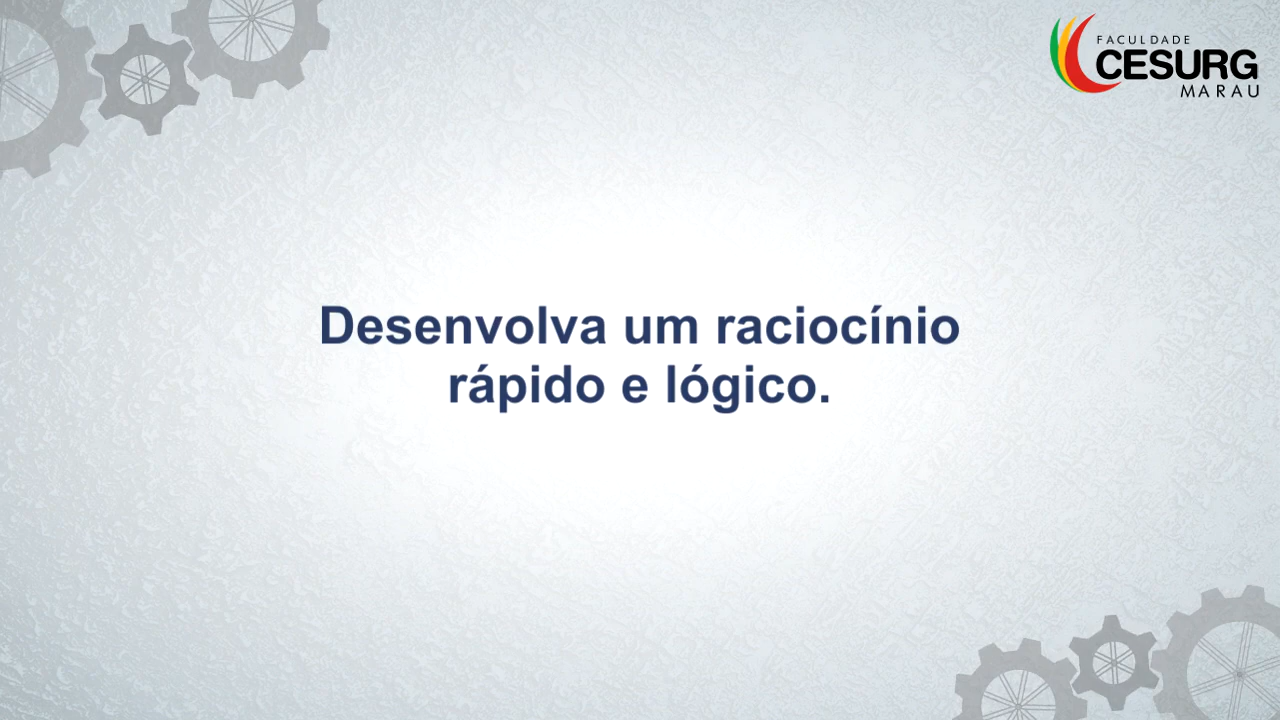 FACULDADE
CESURG
MARAU
Desenvolva um raciocínio
rápido e lógico.